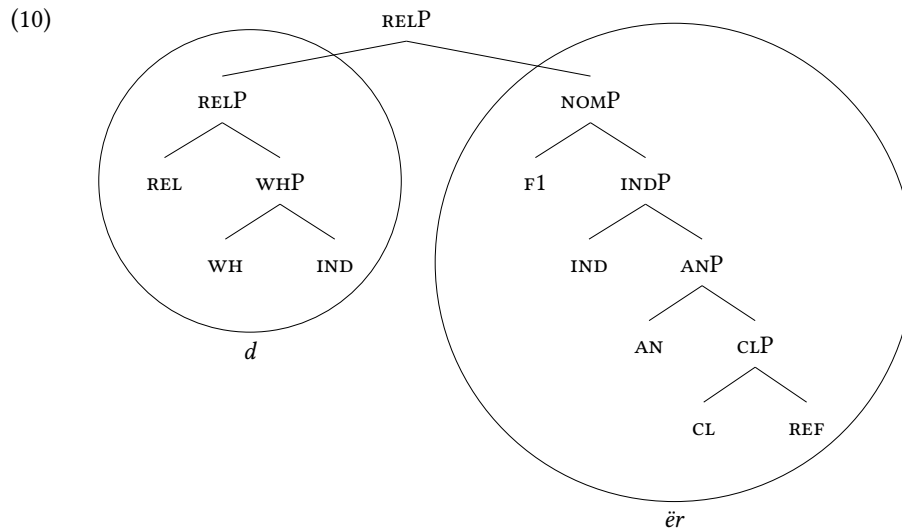 (10) RELP
RELP NOMP
REL WHP F1 INDP
WH IND IND ANP
d AN CLP
CL REF
ër